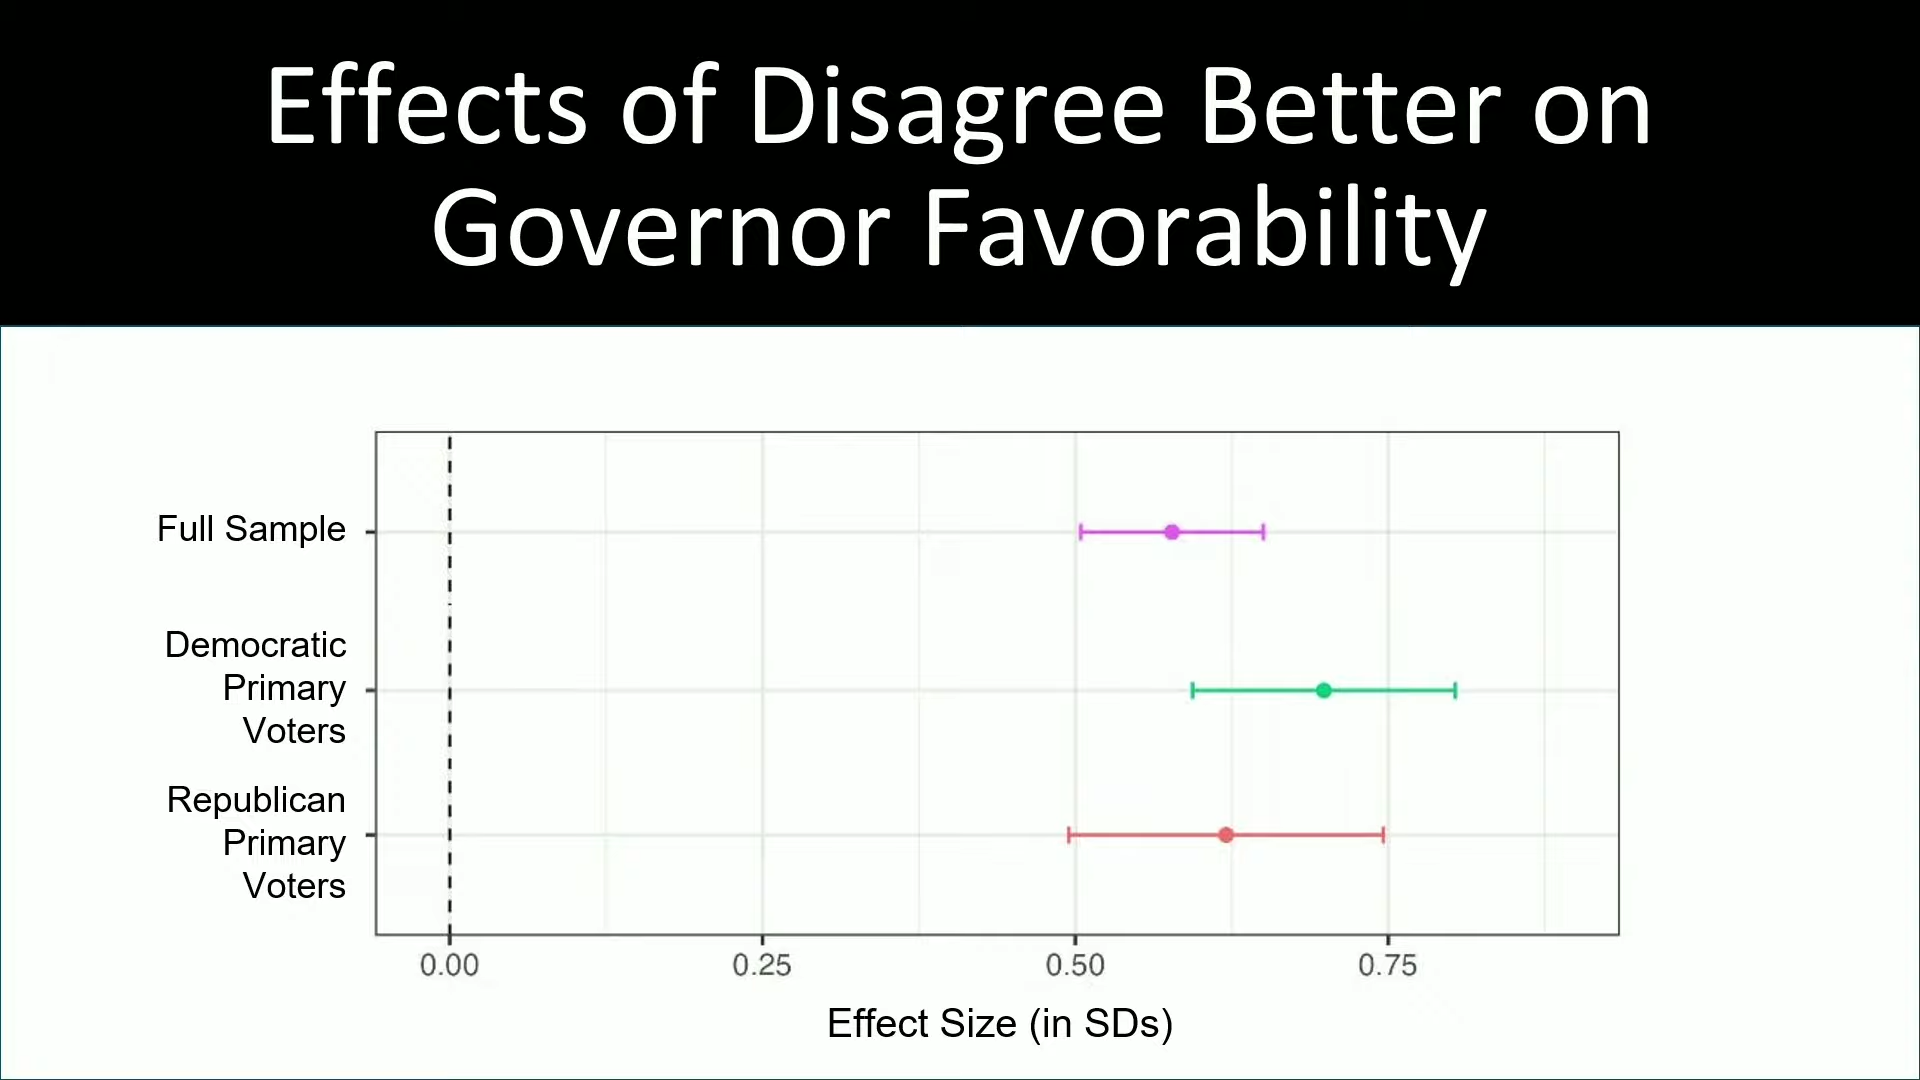 Effects of Disagree Better on
Governor Favorability
Full Sample
Democratic
Primary
Voters
Republican
Primary
Voters
0.00
0.25
0.50
0.75
Effect Size (in SDs)